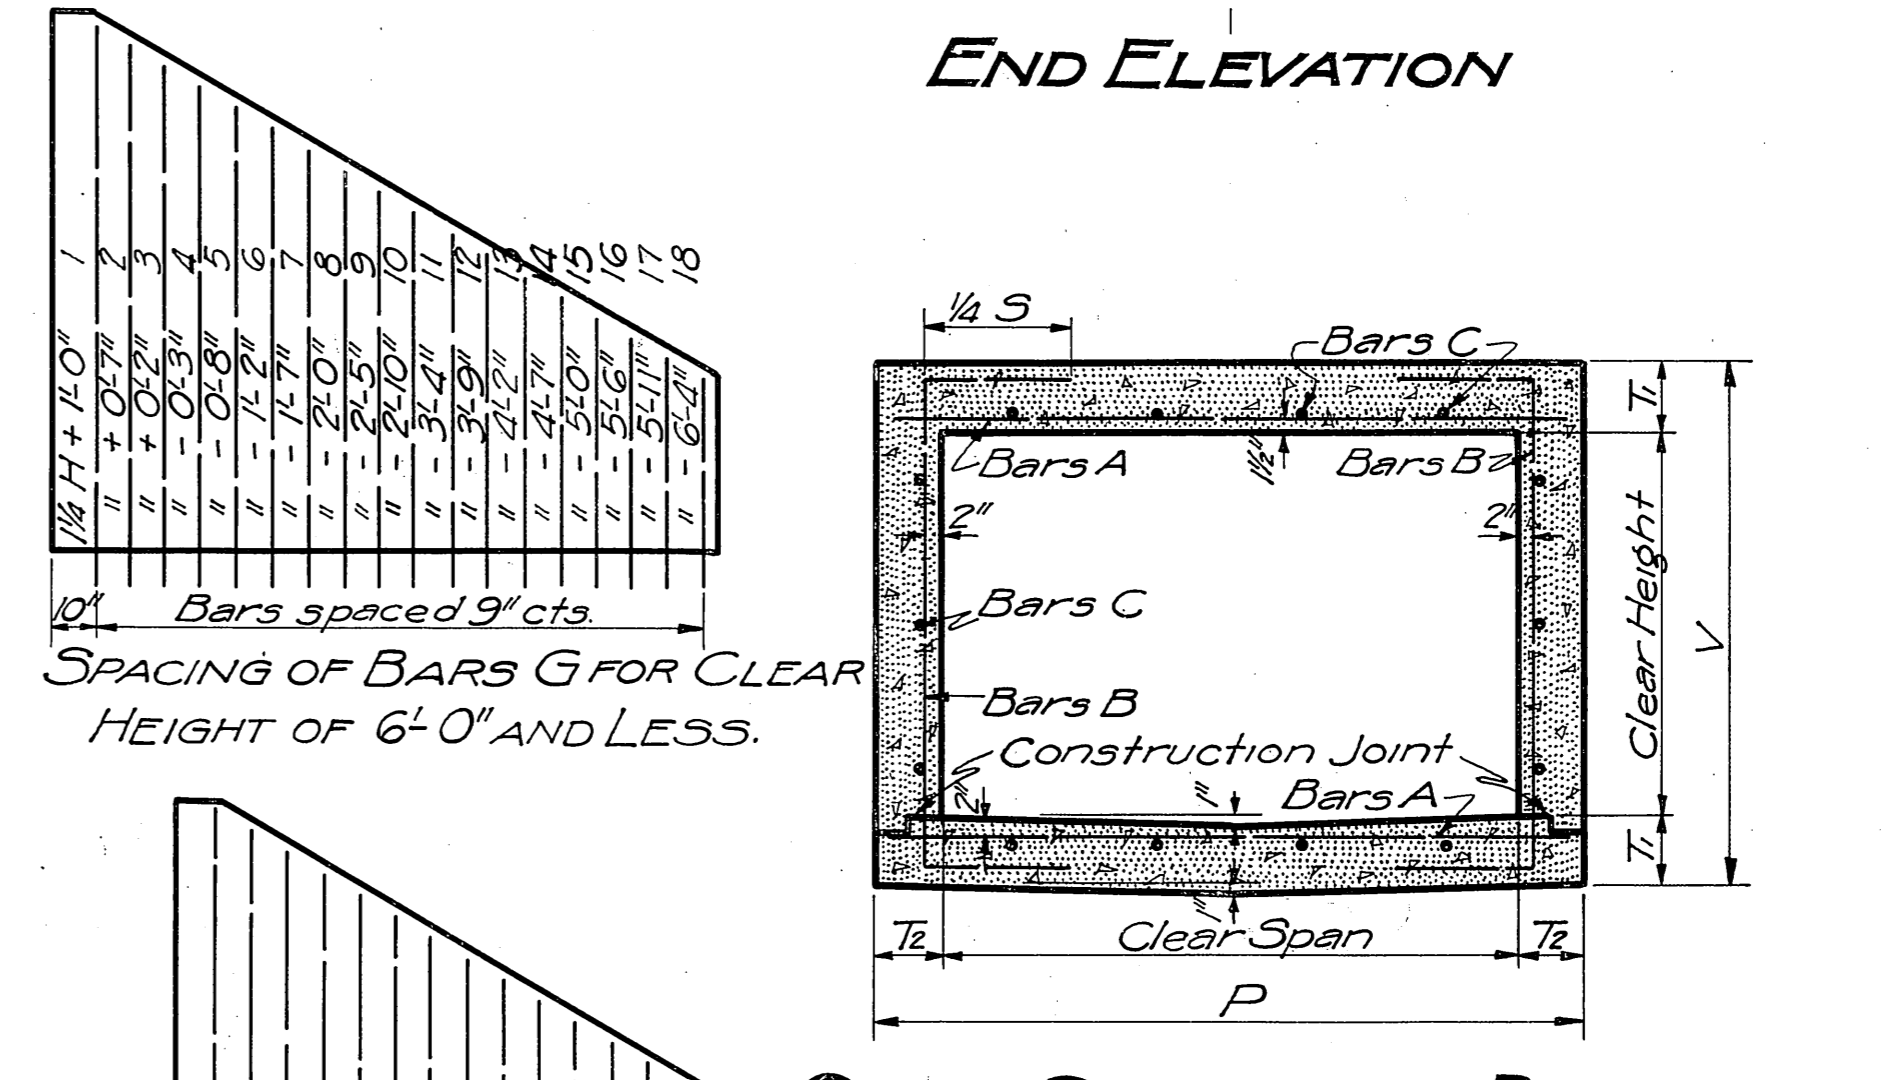 END ELEVATION
1¼ H + 1'-0" 1
" + 0'-7" 2
" + 0'-2" 3
" - 0'-3" 4
" - 0'-8" 5
" - 1'-2" 6
" - 1'-7" 7
" - 2'-0" 8
" - 2'-5" 9
" - 2'-10" 10
" - 3'-4" 11
" - 3'-9" 12
" - 4'-2" 13
" - 4'-7" 14
" - 5'-0" 15
" - 5'-6" 16
" - 5'-11" 17
" - 6'-4" 18
10" Bars spaced 9" cts.
SPACING OF BARS G FOR CLEAR
HEIGHT OF 6'-0" AND LESS.
¼ S
Bars C
T1
Bars A
1½"
Bars B
2"
2"
Clear Height
V
Bars C
Bars B
Construction Joint
2"
1"
Bars A
T1
1"
T2 Clear Span T2
P